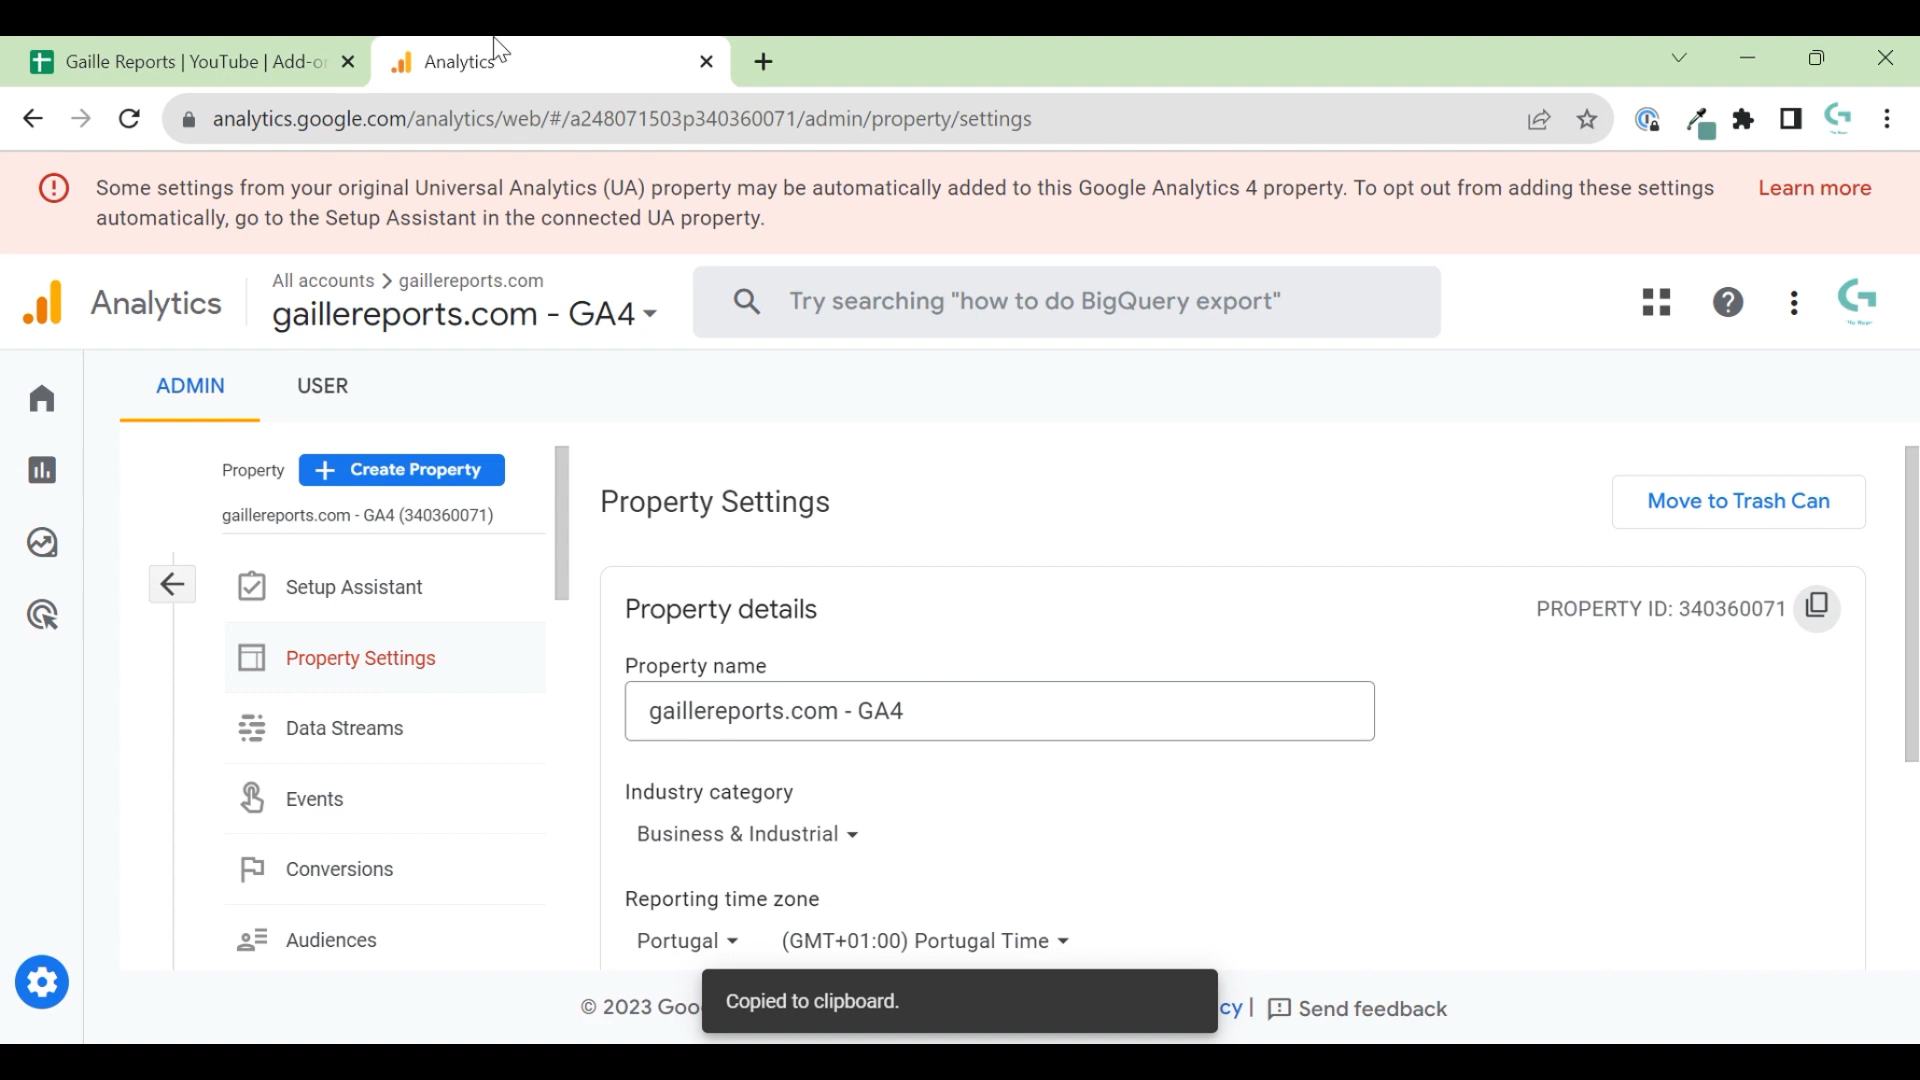 Gaille Reports | YouTube | Add-o
Analytics
analytics.google.com/analytics/web/#/a248071503p340360071/admin/property/settings
Some settings from your original Universal Analytics (UA) property may be automatically added to this Google Analytics 4 property. To opt out from adding these settings
automatically, go to the Setup Assistant in the connected UA property.
Learn more
Analytics
All accounts > gaillereports.com
gaillereports.com - GA4
Try searching "how to do BigQuery export"
ADMIN
USER
Property
+ Create Property
gaillereports.com - GA4 (340360071)
Setup Assistant
Property Settings
Data Streams
Events
Conversions
Audiences
Property Settings
Move to Trash Can
Property details
PROPERTY ID: 340360071
Property name
gaillereports.com - GA4
Industry category
Business & Industrial
Reporting time zone
Portugal
(GMT+01:00) Portugal Time
© 2023 Goo
Copied to clipboard.
cy |
Send feedback